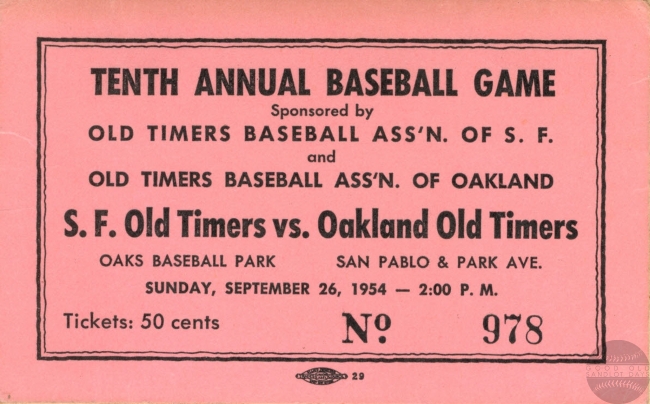 TENTH ANNUAL BASEBALL GAME
Sponsored by
OLD TIMERS BASEBALL ASS'N. OF S. F.
and
OLD TIMERS BASEBALL ASS'N. OF OAKLAND
S. F. Old Timers vs. Oakland Old Timers
OAKS BASEBALL PARK SAN PABLO & PARK AVE.
SUNDAY, SEPTEMBER 26, 1954 — 2:00 P. M.
Tickets: 50 cents Nº 978
29